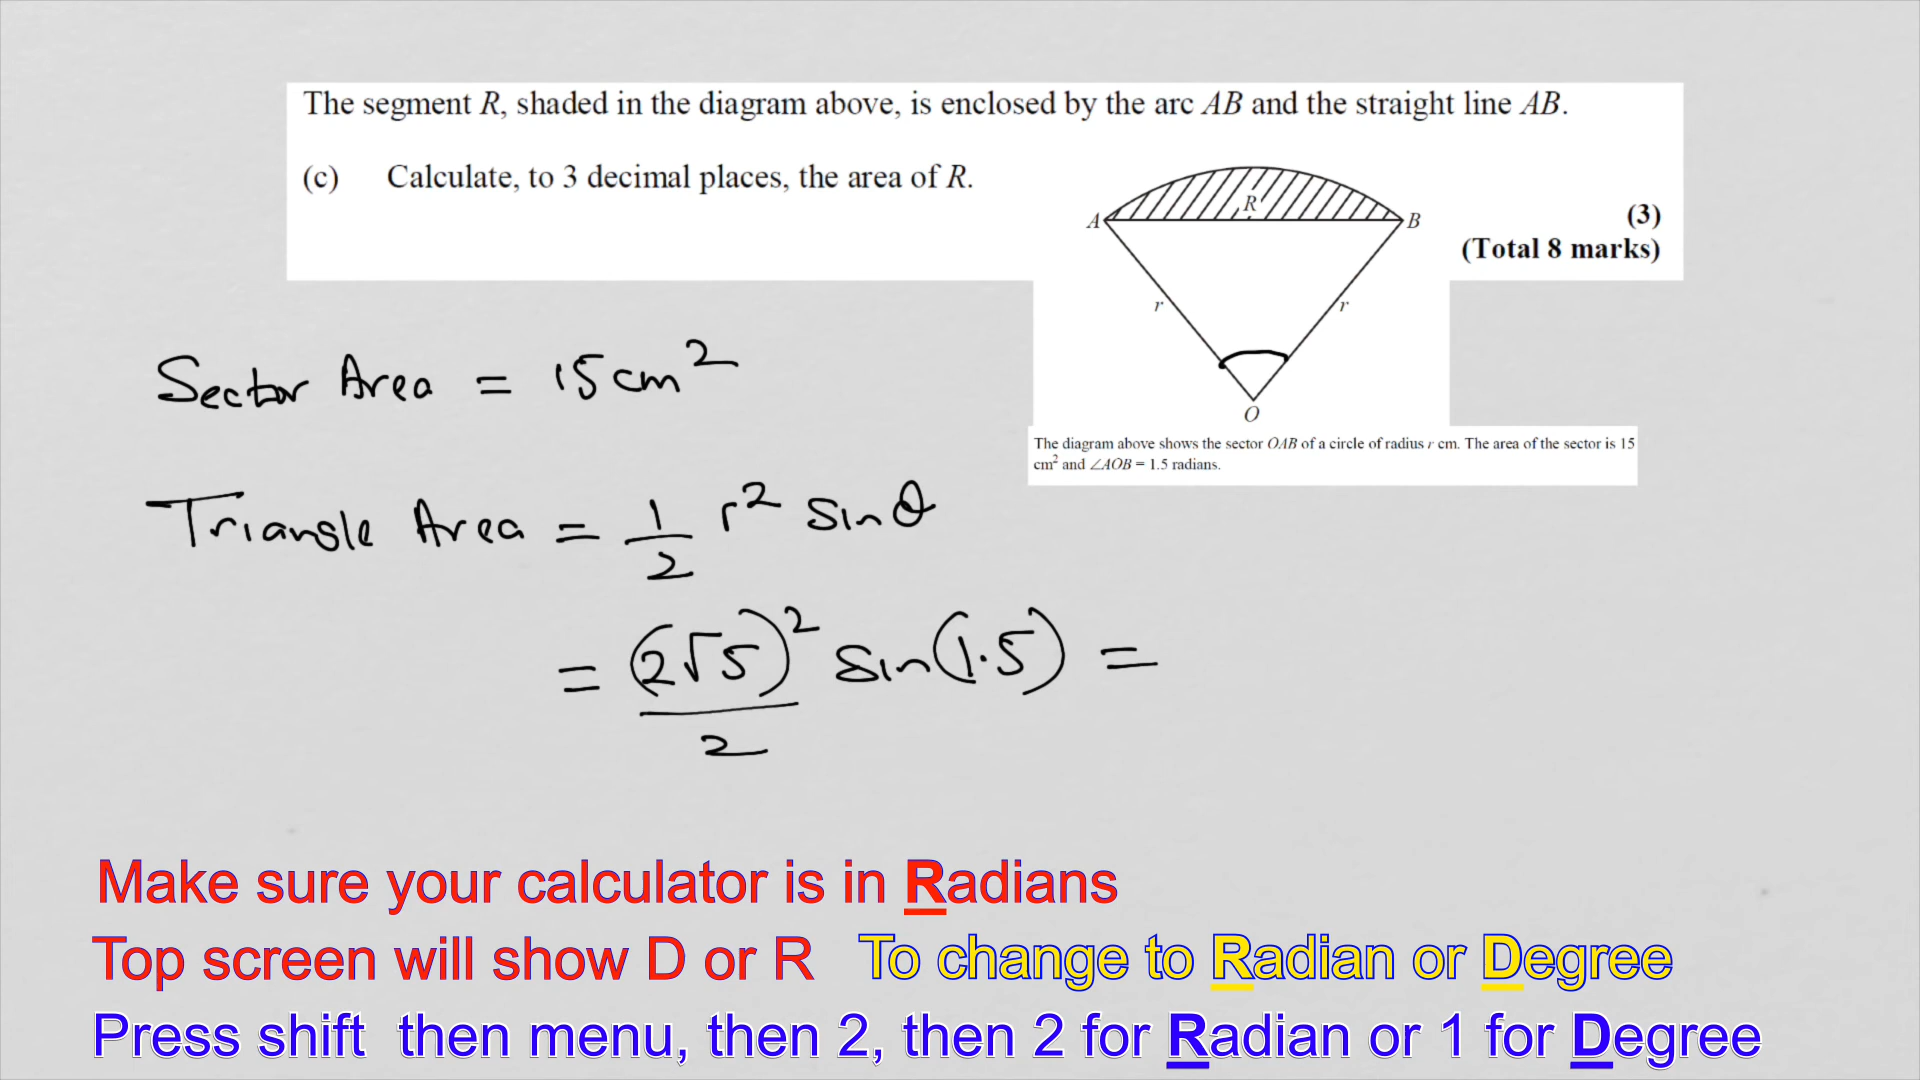 The segment R, shaded in the diagram above, is enclosed by the arc AB and the straight line AB.
(c) Calculate, to 3 decimal places, the area of R.
(3)
(Total 8 marks)
A
R
B
r
r
O
The diagram above shows the sector OAB of a circle of radius r cm. The area of the sector is 15
cm² and ∠AOB = 1.5 radians.
Sector Area = 15cm²
Triangle Area = 1/2 r² sinθ
= (2√5)²/2 sin(1.5) =
Make sure your calculator is in Radians
Top screen will show D or R To change to Radian or Degree
Press shift then menu, then 2, then 2 for Radian or 1 for Degree